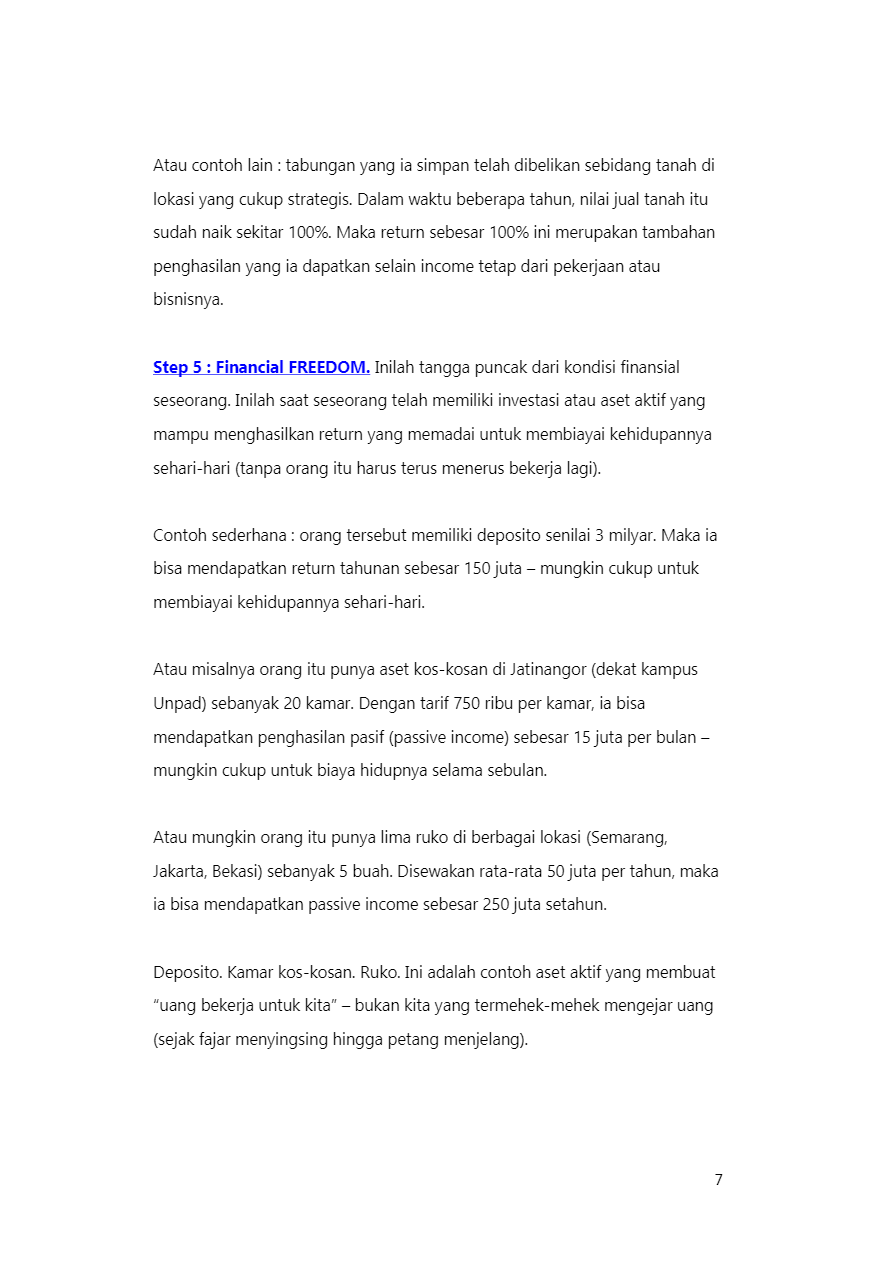 Atau contoh lain : tabungan yang ia simpan telah dibelikan sebidang tanah di
lokasi yang cukup strategis. Dalam waktu beberapa tahun, nilai jual tanah itu
sudah naik sekitar 100%. Maka return sebesar 100% ini merupakan tambahan
penghasilan yang ia dapatkan selain income tetap dari pekerjaan atau
bisnisnya.
Step 5 : Financial FREEDOM. Inilah tangga puncak dari kondisi finansial
seseorang. Inilah saat seseorang telah memiliki investasi atau aset aktif yang
mampu menghasilkan return yang memadai untuk membiayai kehidupannya
sehari-hari (tanpa orang itu harus terus menerus bekerja lagi).
Contoh sederhana : orang tersebut memiliki deposito senilai 3 milyar. Maka ia
bisa mendapatkan return tahunan sebesar 150 juta – mungkin cukup untuk
membiayai kehidupannya sehari-hari.
Atau misalnya orang itu punya aset kos-kosan di Jatinangor (dekat kampus
Unpad) sebanyak 20 kamar. Dengan tarif 750 ribu per kamar, ia bisa
mendapatkan penghasilan pasif (passive income) sebesar 15 juta per bulan –
mungkin cukup untuk biaya hidupnya selama sebulan.
Atau mungkin orang itu punya lima ruko di berbagai lokasi (Semarang,
Jakarta, Bekasi) sebanyak 5 buah. Disewakan rata-rata 50 juta per tahun, maka
ia bisa mendapatkan passive income sebesar 250 juta setahun.
Deposito. Kamar kos-kosan. Ruko. Ini adalah contoh aset aktif yang membuat
“uang bekerja untuk kita” – bukan kita yang termehek-mehek mengejar uang
(sejak fajar menyingsing hingga petang menjelang).
7